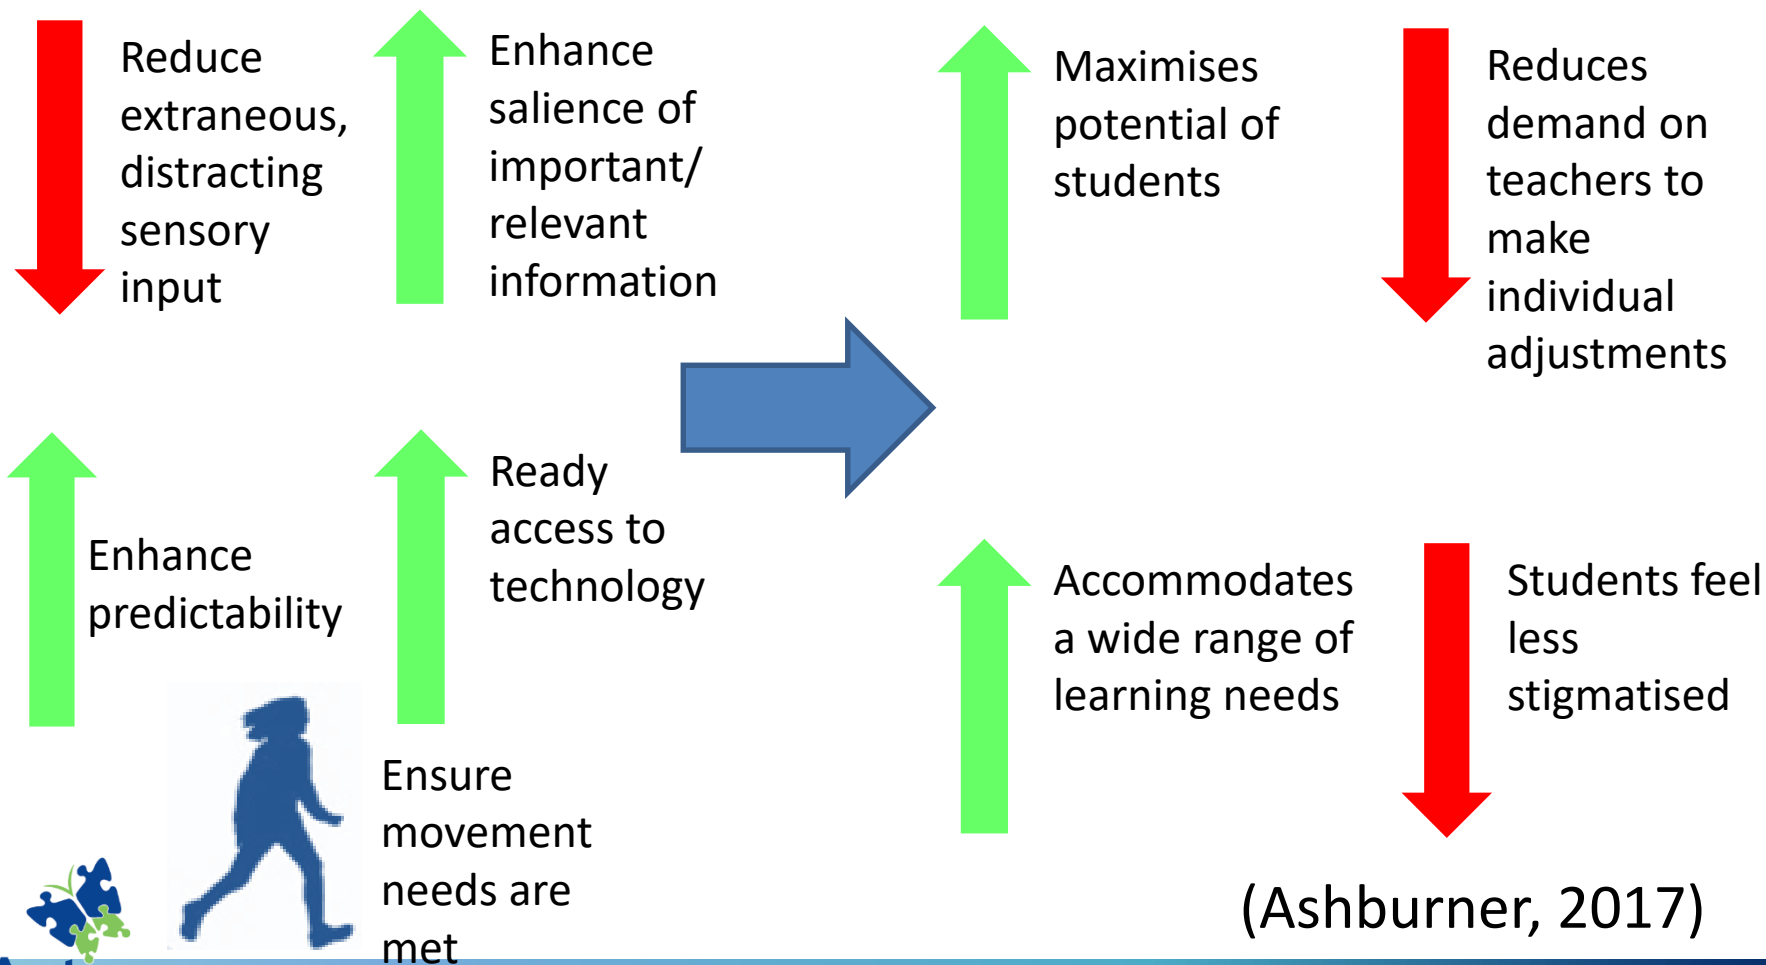 Reduce
extraneous,
distracting
sensory
input
Enhance
salience of
important/
relevant
information
Enhance
predictability
Ready
access to
technology
Ensure
movement
needs are
met
Maximises
potential of
students
Reduces
demand on
teachers to
make
individual
adjustments
Accommodates
a wide range of
learning needs
Students feel
less
stigmatised
(Ashburner, 2017)